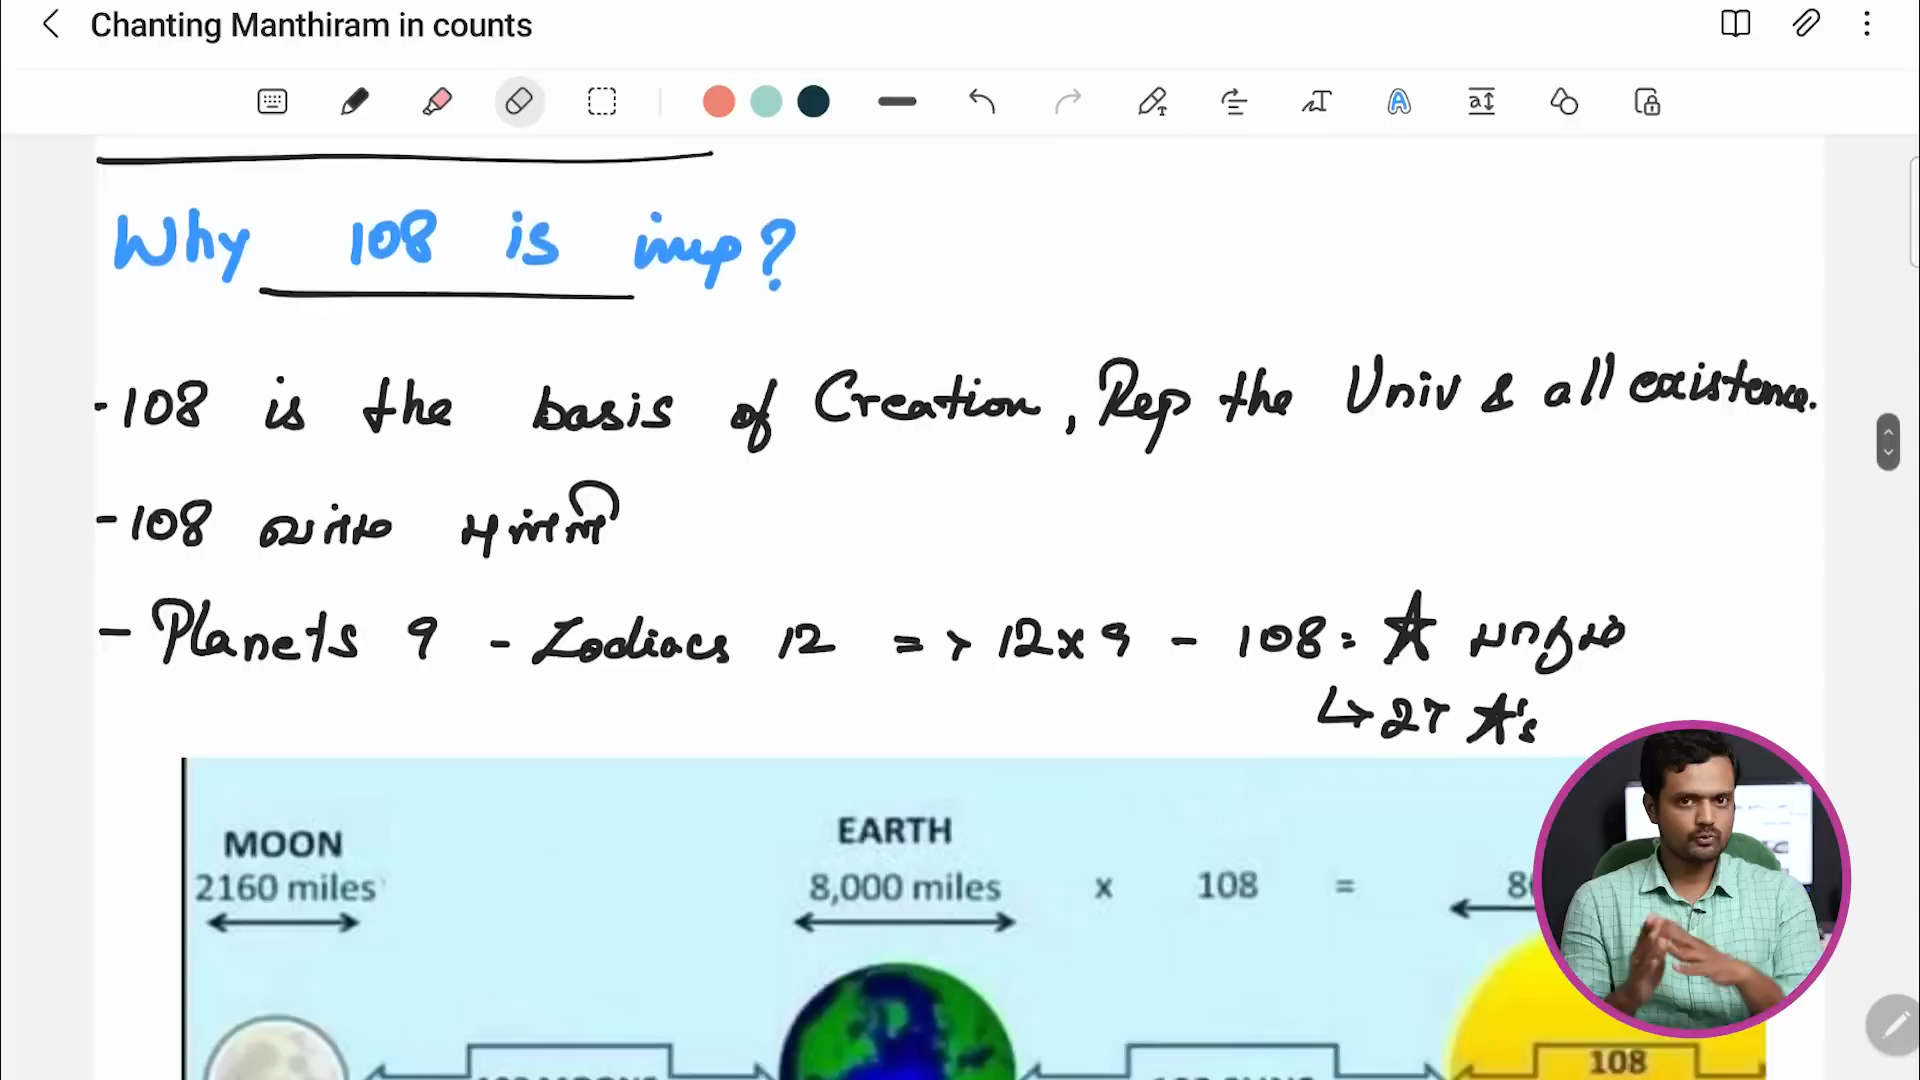 Chanting Manthiram in counts
Why 108 is imp?
-108 is the basis of Creation, Rep the Univ & all existence.
-108
- Planets 9 - Zodiacs 12 => 12x9 - 108 = ★ பாதம்
↳ 27 ★'s
MOON
2160 miles
EARTH
8,000 miles x 108 =
108